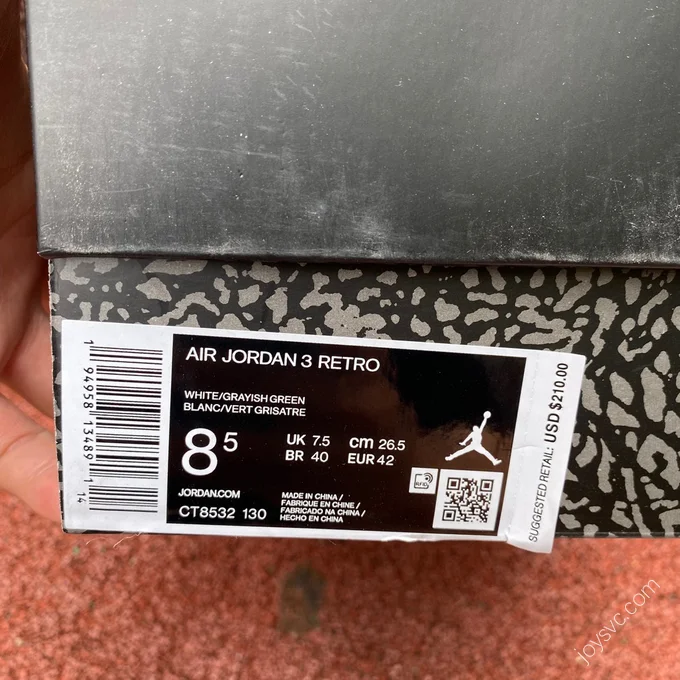 AIR JORDAN 3 RETRO
WHITE/GRAYISH GREEN
BLANC/VERT GRISATRE
8 5
UK 7.5 cm 26.5
BR 40 EUR 42
JORDAN.COM
CT8532 130
MADE IN CHINA /
FABRIQUE EN CHINE /
FABRICADO NA CHINA /
HECHO EN CHINA
RFID
1 94958 13489 1 14
SUGGESTED RETAIL: USD $210.00
joysvc.com